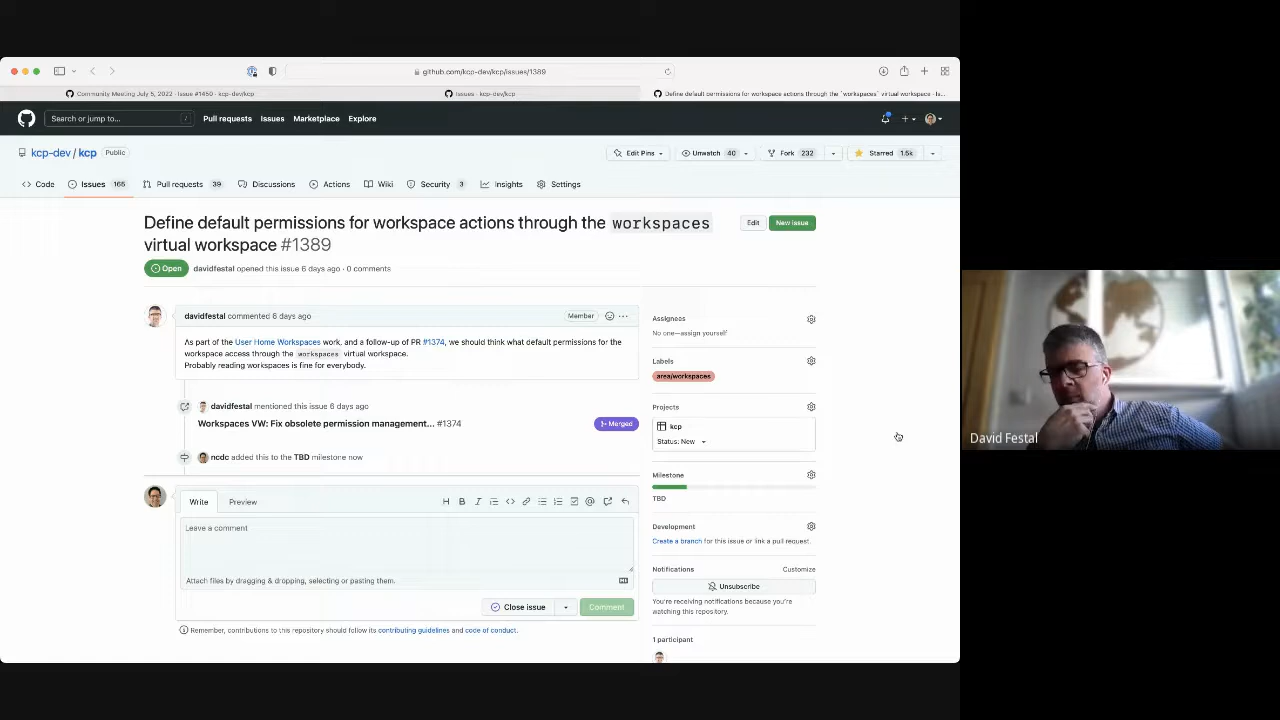 github.com/kcp-dev/kcp/issues/1389
Community Meeting July 5, 2022 · Issue #1450 · kcp-dev/kcp
Issues · kcp-dev/kcp
Define default permissions for workspace actions through the `workspaces` virtual workspace · Is...
Search or jump to...
/
Pull requests
Issues
Marketplace
Explore
kcp-dev / kcp
Public
Edit Pins
Unwatch 40
Fork 232
Starred 1.5k
Code
Issues 165
Pull requests 39
Discussions
Actions
Wiki
Security 3
Insights
Settings
Define default permissions for workspace actions through the workspaces
virtual workspace #1389
Edit
New issue
Open
davidfestal opened this issue 6 days ago · 0 comments
davidfestal commented 6 days ago
Member
As part of the User Home Workspaces work, and a follow-up of PR #1374, we should think what default permissions for the
workspace access through the workspaces virtual workspace.
Probably reading workspaces is fine for everybody.
davidfestal mentioned this issue 6 days ago
Workspaces VW: Fix obsolete permission management... #1374
Merged
ncdc added this to the TBD milestone now
Write
Preview
Leave a comment
Attach files by dragging & dropping, selecting or pasting them.
Close issue
Comment
Remember, contributions to this repository should follow its contributing guidelines and code of conduct.
Assignees
No one—assign yourself
Labels
area/workspaces
Projects
kcp
Status: New
Milestone
TBD
Development
Create a branch for this issue or link a pull request.
Notifications
Customize
Unsubscribe
You're receiving notifications because you're
watching this repository.
1 participant
David Festal